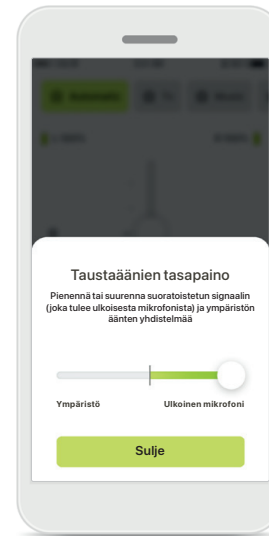 Taustaäänien tasapaino
Pienennä tai suurenna suoratoistetun signaalin
(joka tulee ulkoisesta mikrofonista) ja ympäristön
äänten yhdistelmää
Ympäristö
Ulkoinen mikrofoni
Sulje